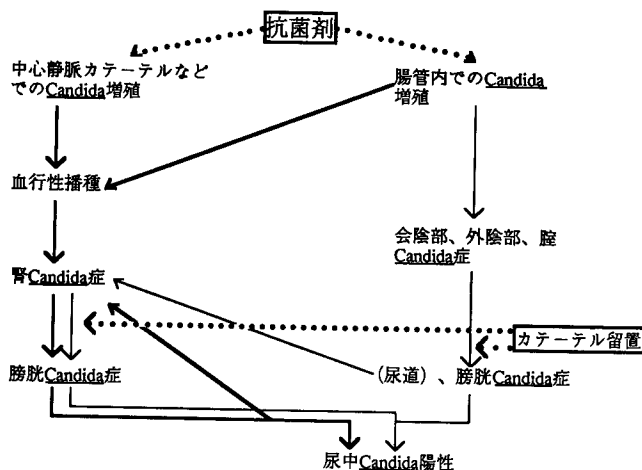 抗菌剤
中心静脈カテーテルなど
でのCandida増殖
腸管内でのCandida
増殖
血行性播種
会陰部、外陰部、腟
Candida症
腎Candida症
カテーテル留置
膀胱Candida症
(尿道)、膀胱Candida症
尿中Candida陽性